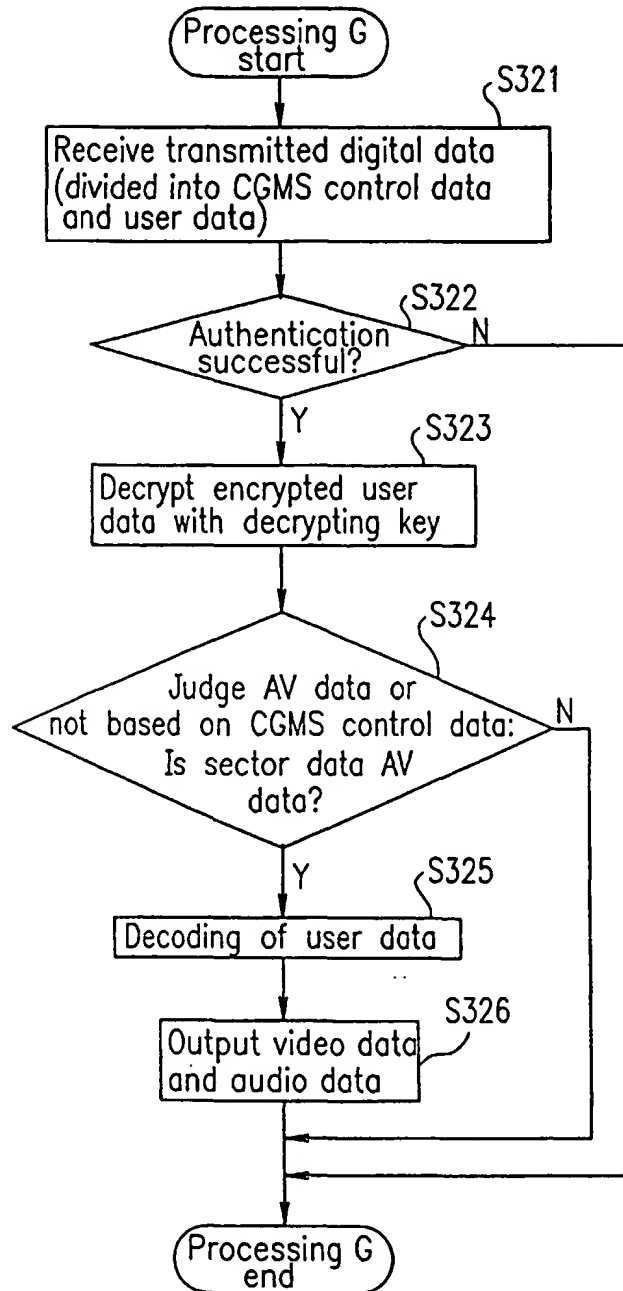 Processing G
start
S321
Receive transmitted digital data
(divided into CGMS control data
and user data)
S322
Authentication
successful?
N
Y
S323
Decrypt encrypted user
data with decrypting key
S324
Judge AV data or
not based on CGMS control data:
Is sector data AV
data?
N
Y
S325
Decoding of user data
S326
Output video data
and audio data
Processing G
end